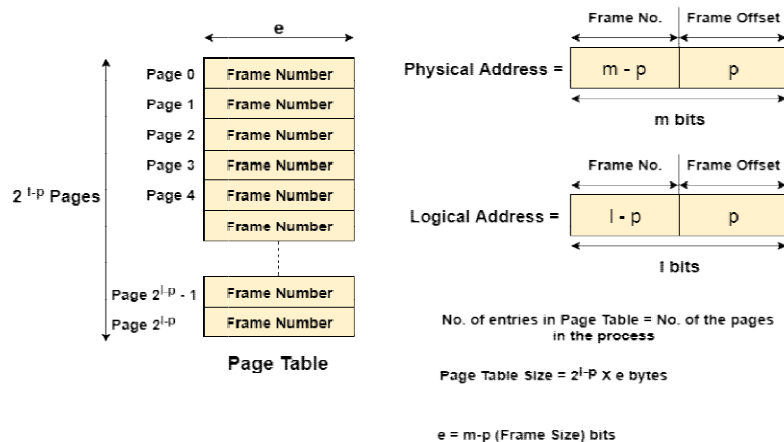 e
Page 0 Frame Number
Page 1 Frame Number
Page 2 Frame Number
Page 3 Frame Number
Page 4 Frame Number
Frame Number
2^l-p Pages
Page 2^l-p - 1 Frame Number
Page 2^l-p Frame Number
Page Table
Frame No. Frame Offset
Physical Address = m - p p
m bits
Frame No. Frame Offset
Logical Address = l - p p
l bits
No. of entries in Page Table = No. of the pages
in the process
Page Table Size = 2^l-p X e bytes
e = m-p (Frame Size) bits